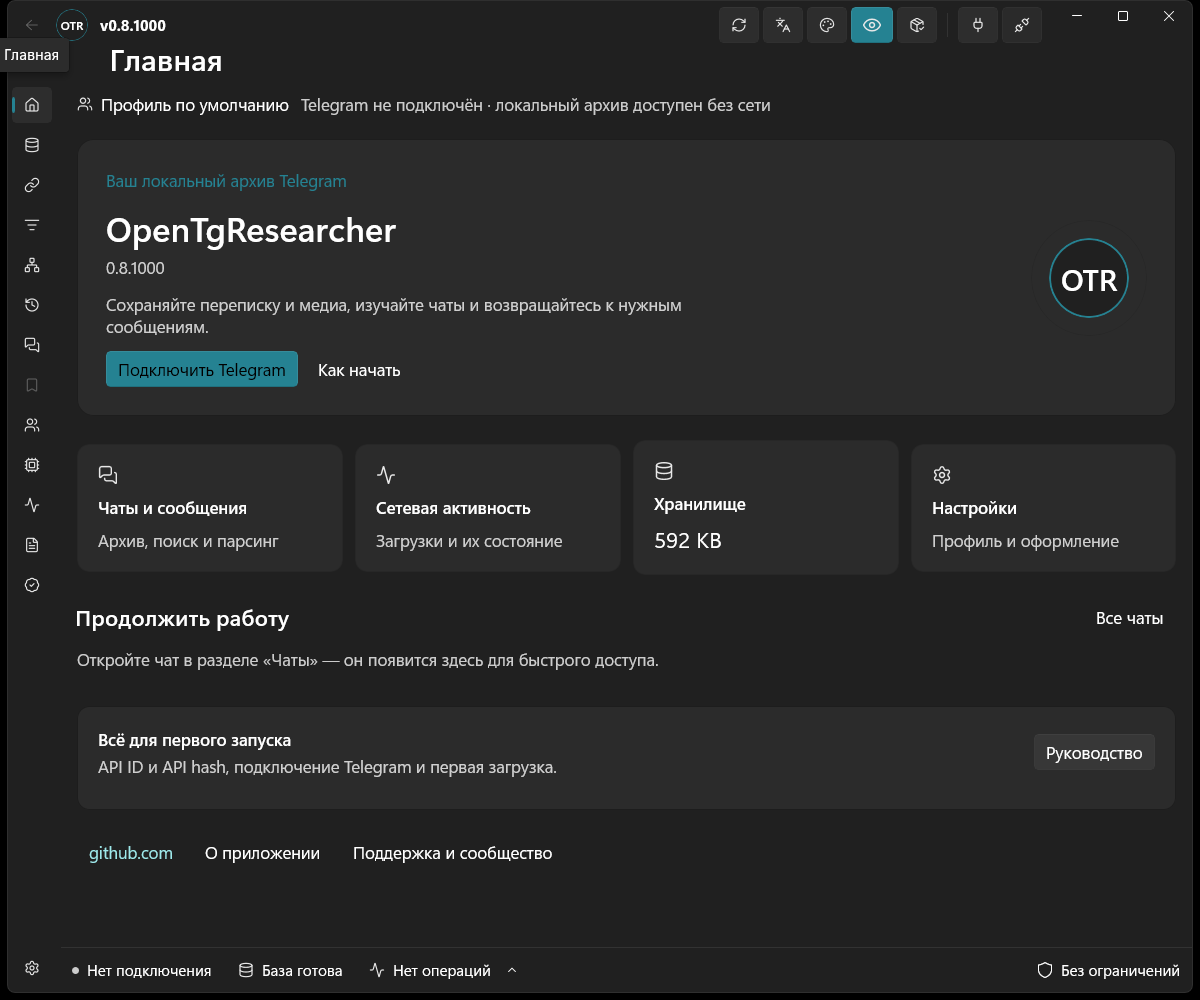 OTR v0.8.1000
Главная
Главная
Профиль по умолчанию Telegram не подключён · локальный архив доступен без сети
Ваш локальный архив Telegram
OpenTgResearcher
0.8.1000
Сохраняйте переписку и медиа, изучайте чаты и возвращайтесь к нужным
сообщениям.
OTR
Подключить Telegram Как начать
Чаты и сообщения
Архив, поиск и парсинг
Сетевая активность
Загрузки и их состояние
Хранилище
592 KB
Настройки
Профиль и оформление
Продолжить работу Все чаты
Откройте чат в разделе «Чаты» — он появится здесь для быстрого доступа.
Всё для первого запуска
API ID и API hash, подключение Telegram и первая загрузка.
Руководство
github.com О приложении Поддержка и сообщество
Нет подключения База готова Нет операций Без ограничений